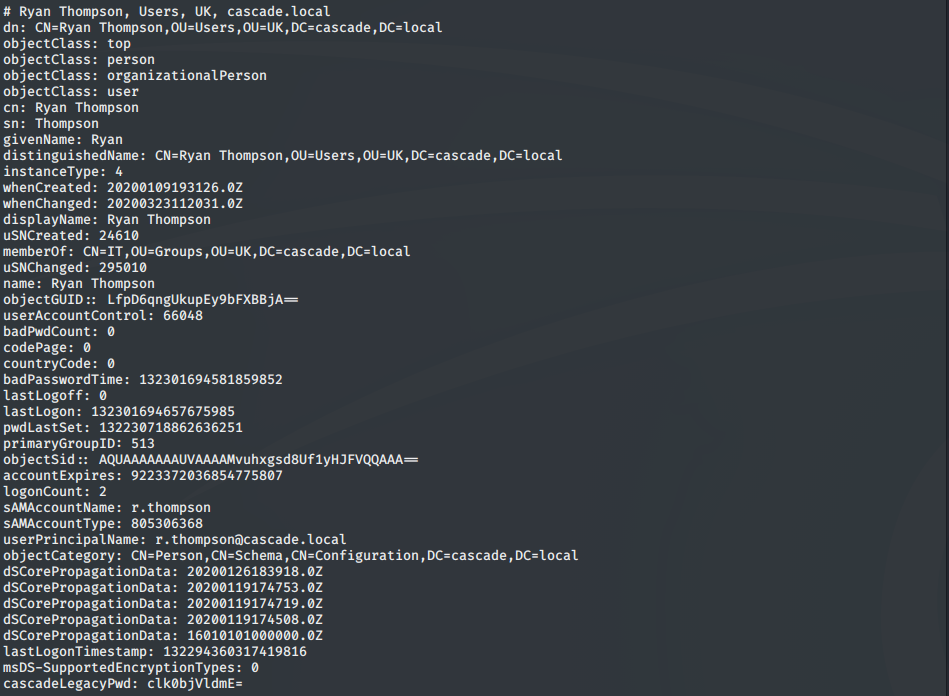 # Ryan Thompson, Users, UK, cascade.local
dn: CN=Ryan Thompson,OU=Users,OU=UK,DC=cascade,DC=local
objectClass: top
objectClass: person
objectClass: organizationalPerson
objectClass: user
cn: Ryan Thompson
sn: Thompson
givenName: Ryan
distinguishedName: CN=Ryan Thompson,OU=Users,OU=UK,DC=cascade,DC=local
instanceType: 4
whenCreated: 20200109193126.0Z
whenChanged: 20200323112031.0Z
displayName: Ryan Thompson
uSNCreated: 24610
memberOf: CN=IT,OU=Groups,OU=UK,DC=cascade,DC=local
uSNChanged: 295010
name: Ryan Thompson
objectGUID:: LfpD6qngUkupEy9bFXBBjA==
userAccountControl: 66048
badPwdCount: 0
codePage: 0
countryCode: 0
badPasswordTime: 132301694581859852
lastLogoff: 0
lastLogon: 132301694657675985
pwdLastSet: 132230718862636251
primaryGroupID: 513
objectSid:: AQUAAAAAAAUVAAAAMvuhxgsd8Uf1yHJFVQQAAA==
accountExpires: 9223372036854775807
logonCount: 2
sAMAccountName: r.thompson
sAMAccountType: 805306368
userPrincipalName: r.thompson@cascade.local
objectCategory: CN=Person,CN=Schema,CN=Configuration,DC=cascade,DC=local
dSCorePropagationData: 20200126183918.0Z
dSCorePropagationData: 20200119174753.0Z
dSCorePropagationData: 20200119174719.0Z
dSCorePropagationData: 20200119174508.0Z
dSCorePropagationData: 16010101000000.0Z
lastLogonTimestamp: 132294360317419816
msDS-SupportedEncryptionTypes: 0
cascadeLegacyPwd: clk0bjVldmE=